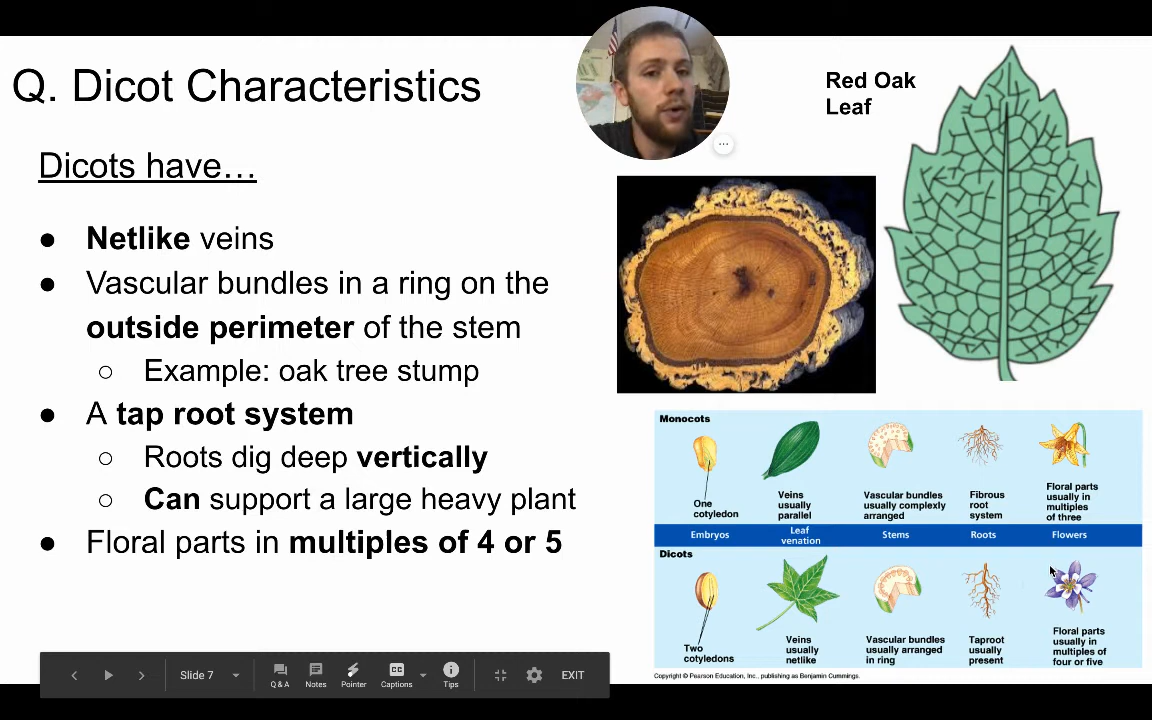 Q. Dicot Characteristics
Dicots have…
● Netlike veins
● Vascular bundles in a ring on the
outside perimeter of the stem
○ Example: oak tree stump
● A tap root system
○ Roots dig deep vertically
○ Can support a large heavy plant
● Floral parts in multiples of 4 or 5
Red Oak
Leaf
Monocots
One
cotyledon
Veins
usually
parallel
Vascular bundles
usually complexly
arranged
Fibrous
root
system
Floral parts
usually in
multiples
of three
Embryos
Leaf
venation
Stems
Roots
Flowers
Dicots
Two
cotyledons
Veins
usually
netlike
Vascular bundles
usually arranged
in ring
Taproot
usually
present
Floral parts
usually in
multiples of
four or five
Copyright © Pearson Education, Inc., publishing as Benjamin Cummings.
Slide 7
Q & A
Notes
Pointer
CC
Captions
Tips
EXIT